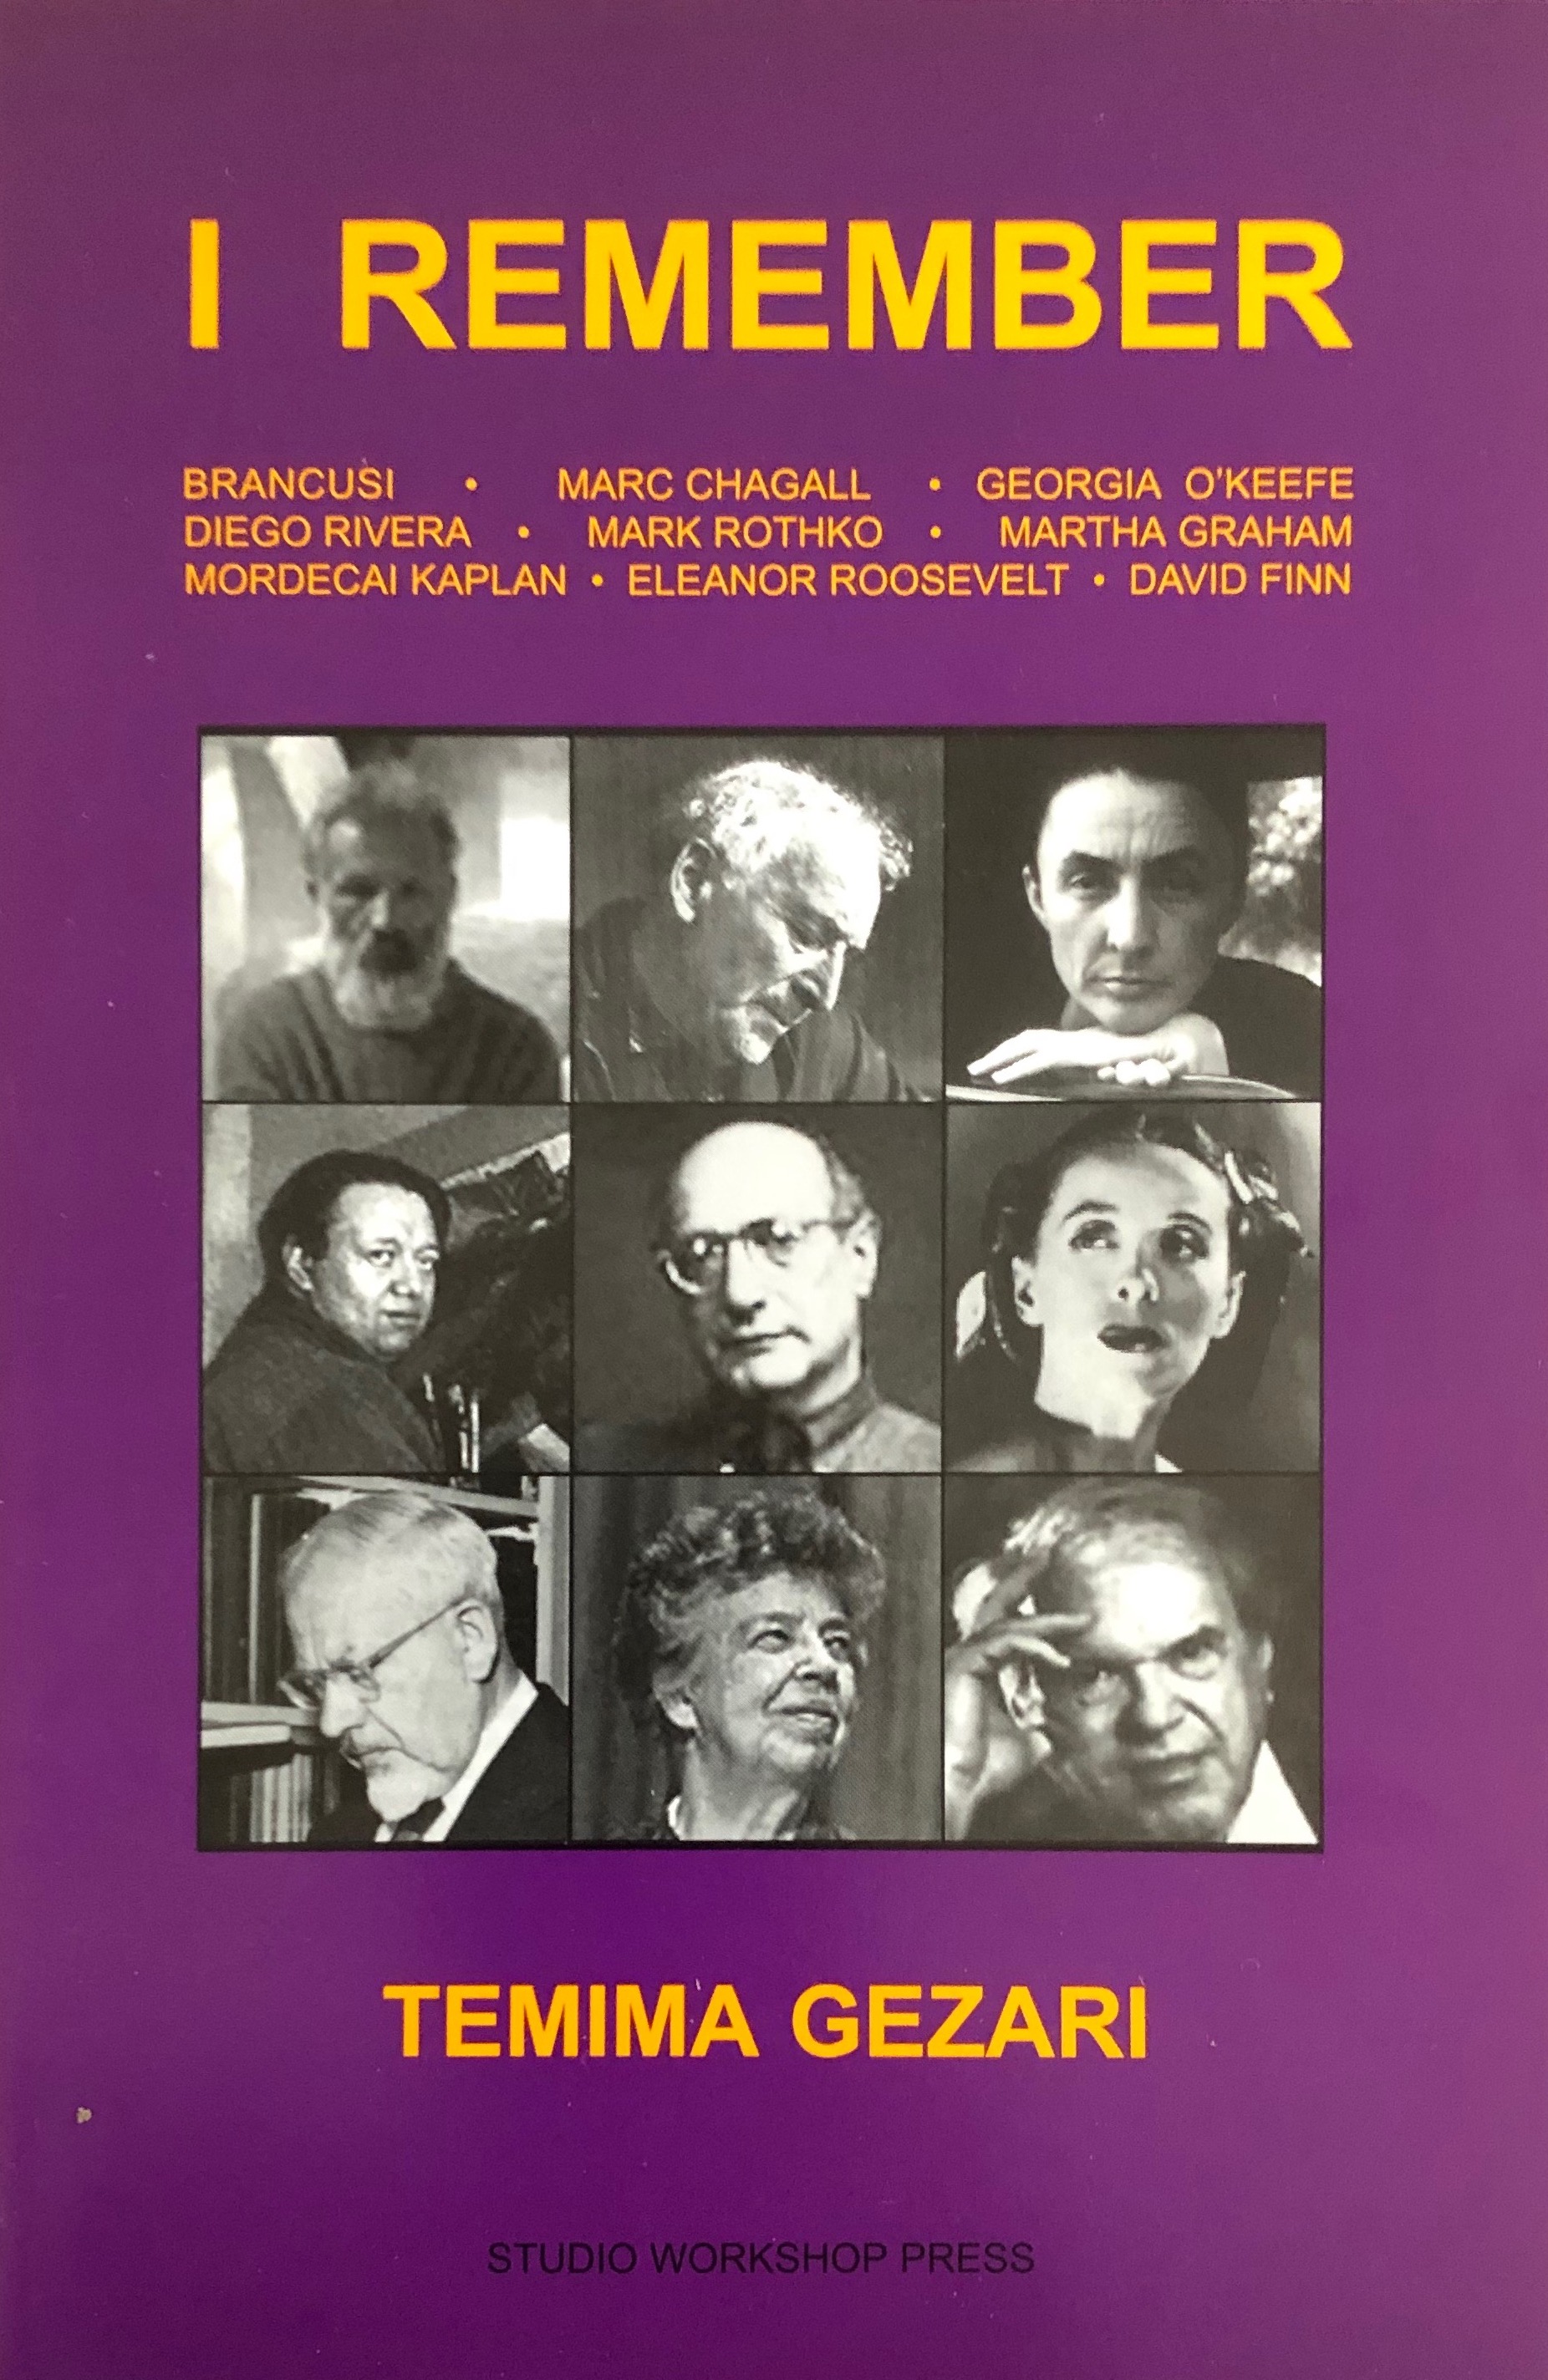 I REMEMBER
BRANCUSI • MARC CHAGALL • GEORGIA O'KEEFE
DIEGO RIVERA • MARK ROTHKO • MARTHA GRAHAM
MORDECAI KAPLAN • ELEANOR ROOSEVELT • DAVID FINN
TEMIMA GEZARI
STUDIO WORKSHOP PRESS